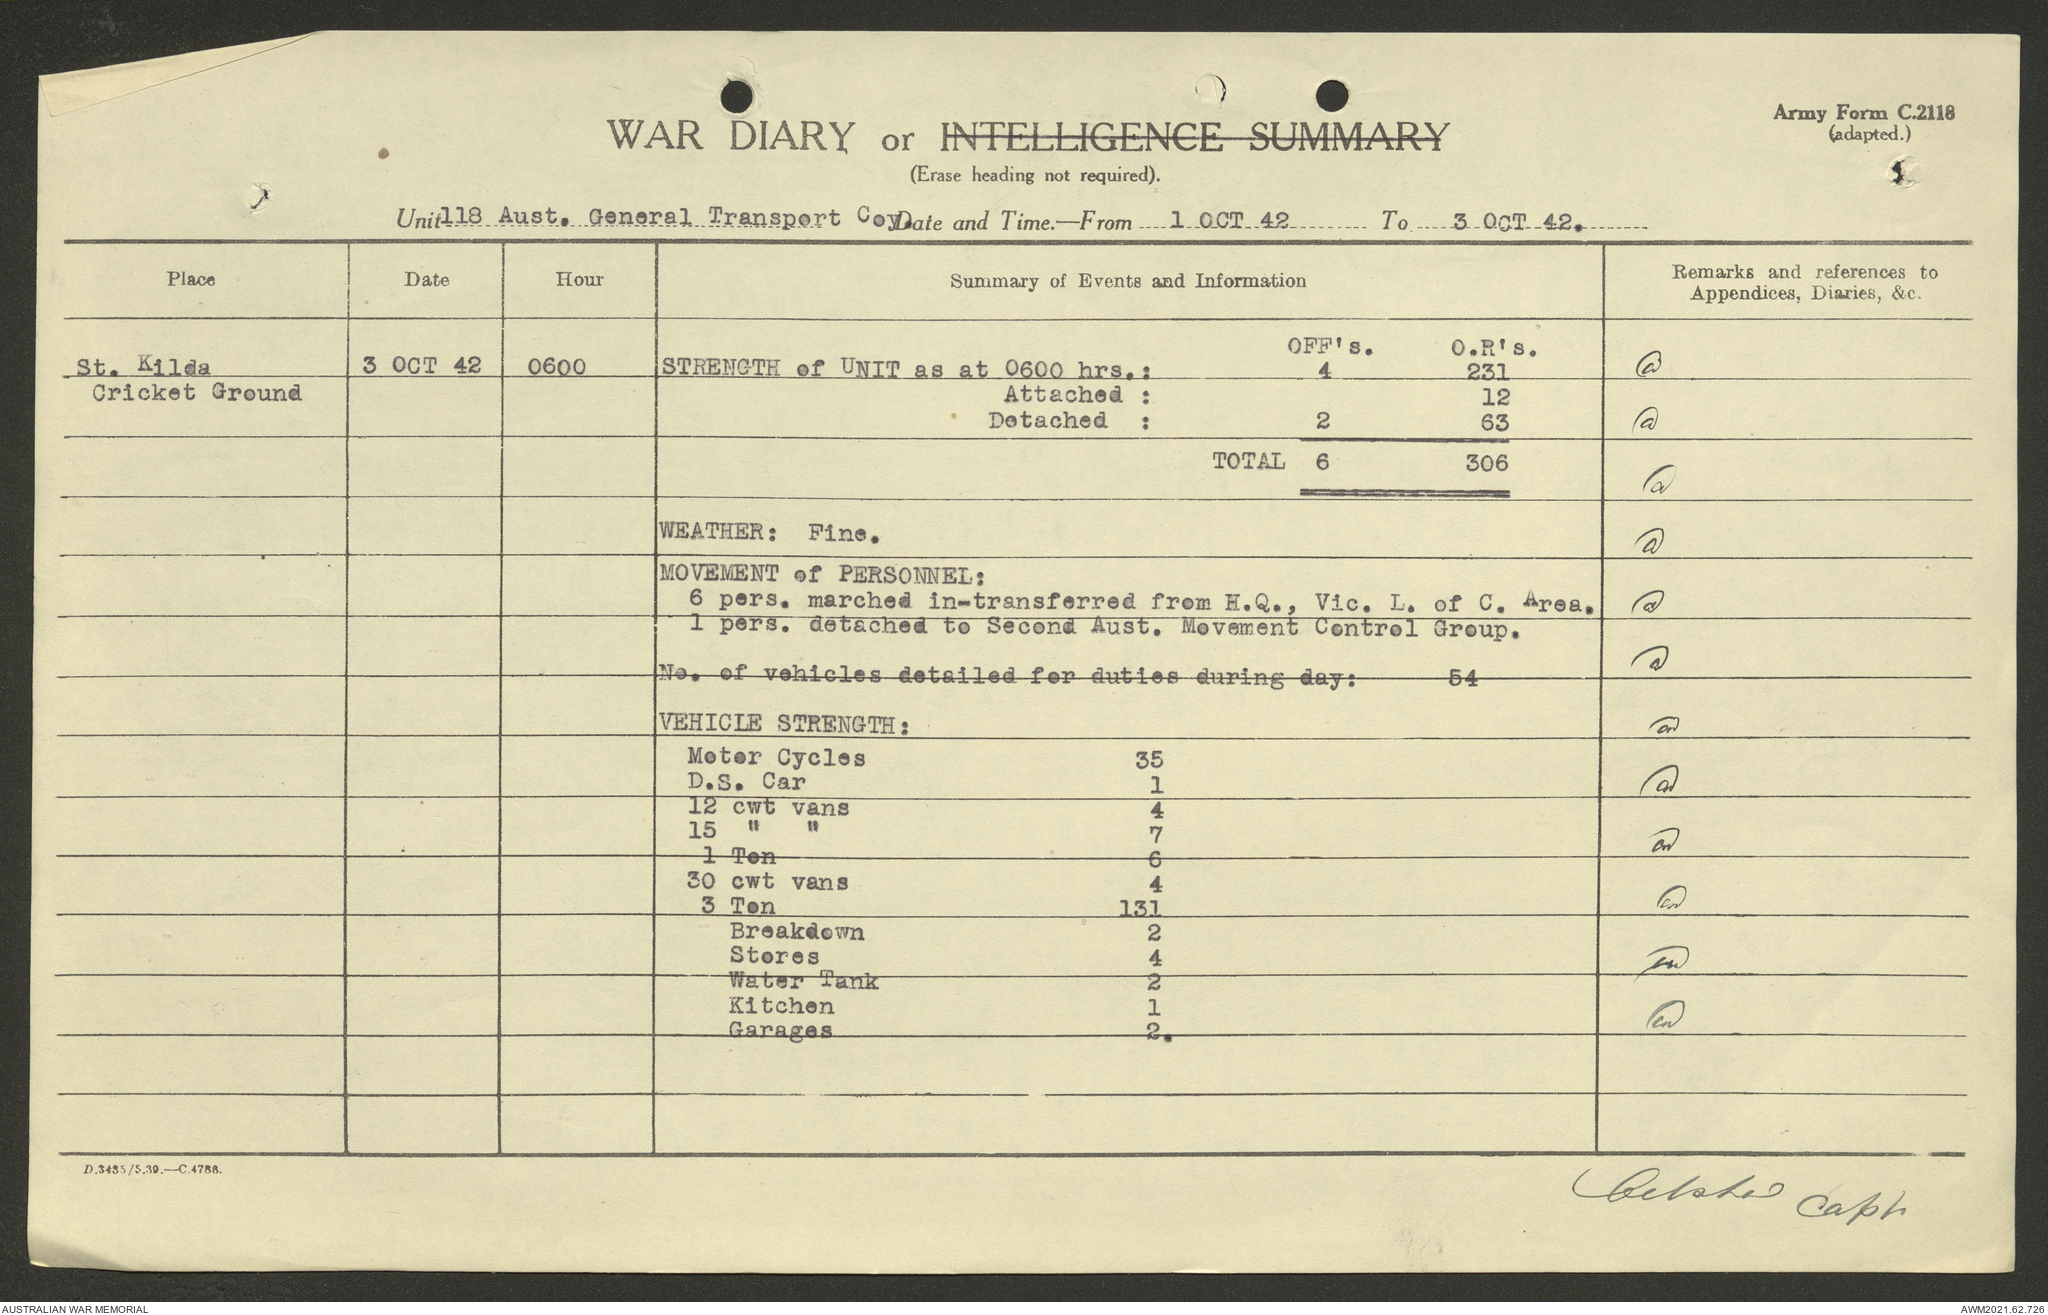 Army Form C.2118
(adapted.)
WAR DIARY or INTELLIGENCE SUMMARY
(Erase heading not required).
Unit 118 Aust. General Transport Coy. Date and Time.—From 1 OCT 42 To 3 OCT 42.
Place Date Hour Summary of Events and Information Remarks and references to Appendices, Diaries, &c.
OFF's. O.R's.
St. Kilda 3 OCT 42 0600 STRENGTH of UNIT as at 0600 hrs.: 4 231
Cricket Ground Attached : 12
Detached : 2 63
TOTAL 6 306
WEATHER: Fine.
MOVEMENT of PERSONNEL:
6 pers. marched in-transferred from H.Q., Vic. L. of C. Area.
1 pers. detached to Second Aust. Movement Control Group.
No. of vehicles detailed for duties during day: 54
VEHICLE STRENGTH:
Motor Cycles 35
D.S. Car 1
12 cwt vans 4
15 " " 7
1 Ton 6
30 cwt vans 4
3 Ton 131
Breakdown 2
Stores 4
Water Tank 2
Kitchen 1
Garages 2.
D.3485/5.39.—C.4786.
Capt
AUSTRALIAN WAR MEMORIAL
AWM2021.62.726